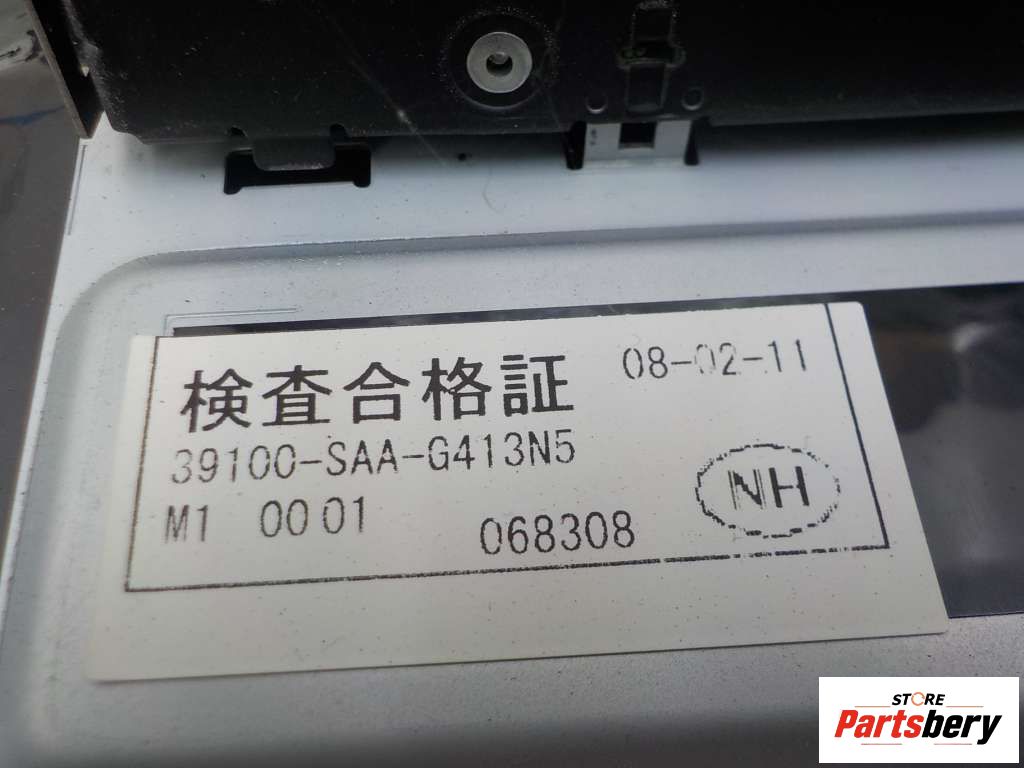 検査合格証 08-02-11
39100-SAA-G413N5
M1 0001 068308 NH
STORE
Partsbery